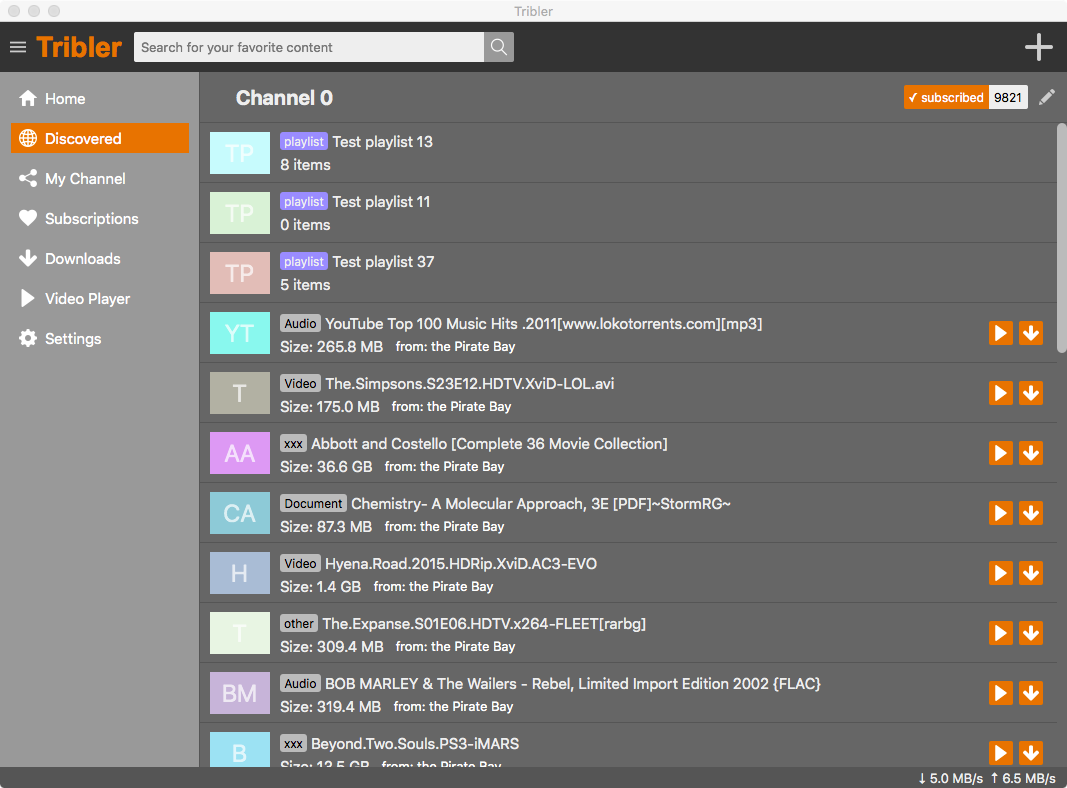 Tribler
Tribler
Search for your favorite content
Home
Discovered
My Channel
Subscriptions
Downloads
Video Player
Settings
Channel 0
✓ subscribed 9821
TP
playlist Test playlist 13
8 items
TP
playlist Test playlist 11
0 items
TP
playlist Test playlist 37
5 items
YT
Audio YouTube Top 100 Music Hits .2011[www.lokotorrents.com][mp3]
Size: 265.8 MB from: the Pirate Bay
T
Video The.Simpsons.S23E12.HDTV.XviD-LOL.avi
Size: 175.0 MB from: the Pirate Bay
AA
xxx Abbott and Costello [Complete 36 Movie Collection]
Size: 36.6 GB from: the Pirate Bay
CA
Document Chemistry- A Molecular Approach, 3E [PDF]~StormRG~
Size: 87.3 MB from: the Pirate Bay
H
Video Hyena.Road.2015.HDRip.XviD.AC3-EVO
Size: 1.4 GB from: the Pirate Bay
T
other The.Expanse.S01E06.HDTV.x264-FLEET[rarbg]
Size: 309.4 MB from: the Pirate Bay
BM
Audio BOB MARLEY & The Wailers - Rebel, Limited Import Edition 2002 {FLAC}
Size: 319.4 MB from: the Pirate Bay
B
xxx Beyond.Two.Souls.PS3-iMARS
Size: 13.5 GB from: the Pirate Bay
↓ 5.0 MB/s ↑ 6.5 MB/s